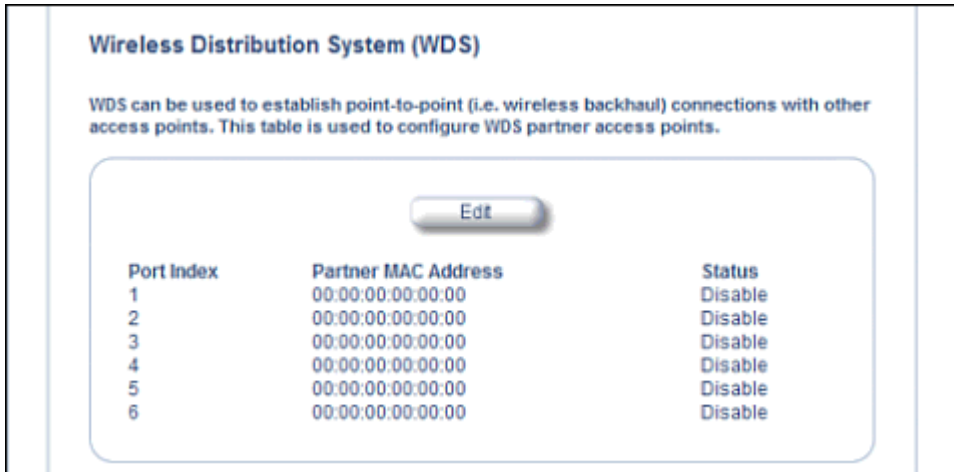 Wireless Distribution System (WDS)
WDS can be used to establish point-to-point (i.e. wireless backhaul) connections with other
access points. This table is used to configure WDS partner access points.
Edit
Port Index Partner MAC Address Status
1 00:00:00:00:00:00 Disable
2 00:00:00:00:00:00 Disable
3 00:00:00:00:00:00 Disable
4 00:00:00:00:00:00 Disable
5 00:00:00:00:00:00 Disable
6 00:00:00:00:00:00 Disable